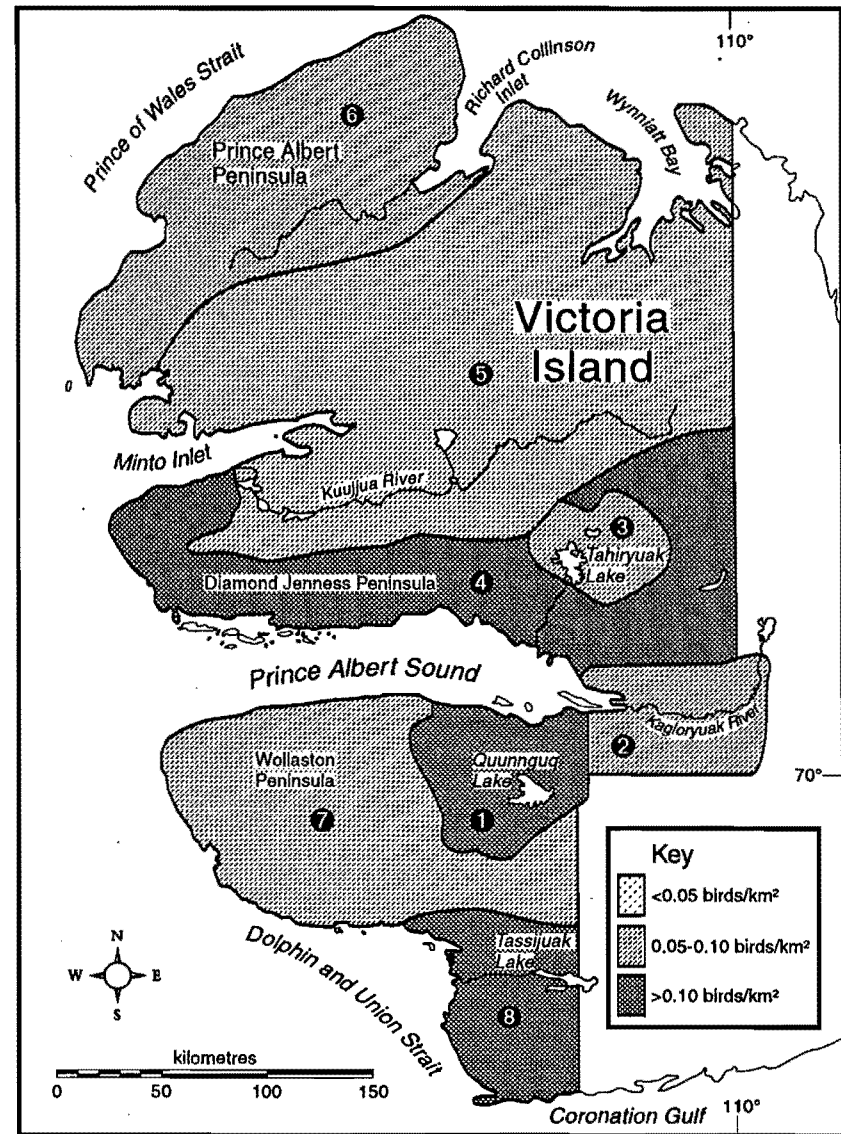 110°
Prince of Wales Strait
Richard Collinson
Inlet
Wynniatt Bay
6
Prince Albert
Peninsula
Victoria
Island
5
Minto Inlet
Kuujjua River
3
Tahiryuak
Lake
Diamond Jenness Peninsula
4
Prince Albert Sound
Kagloryuak River
2
Wollaston
Peninsula
Quunnguq
Lake
70°
7
1
Key
<0.05 birds/km²
0.05-0.10 birds/km²
>0.10 birds/km²
Dolphin and Union Strait
Tassijuak
Lake
N
W
E
S
8
kilometres
0
50
100
150
Coronation Gulf
110°